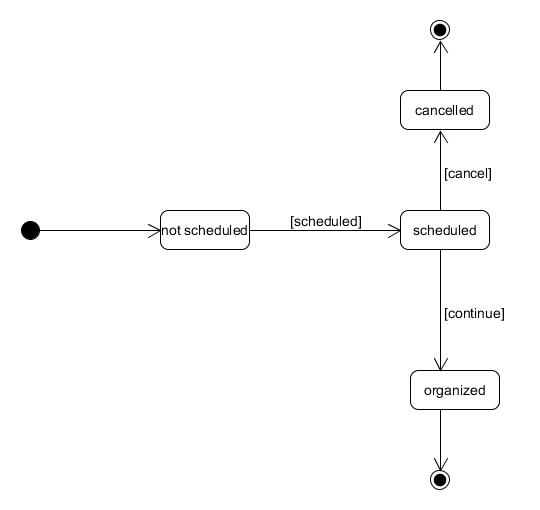 cancelled
[cancel]
not scheduled
[scheduled]
scheduled
[continue]
organized